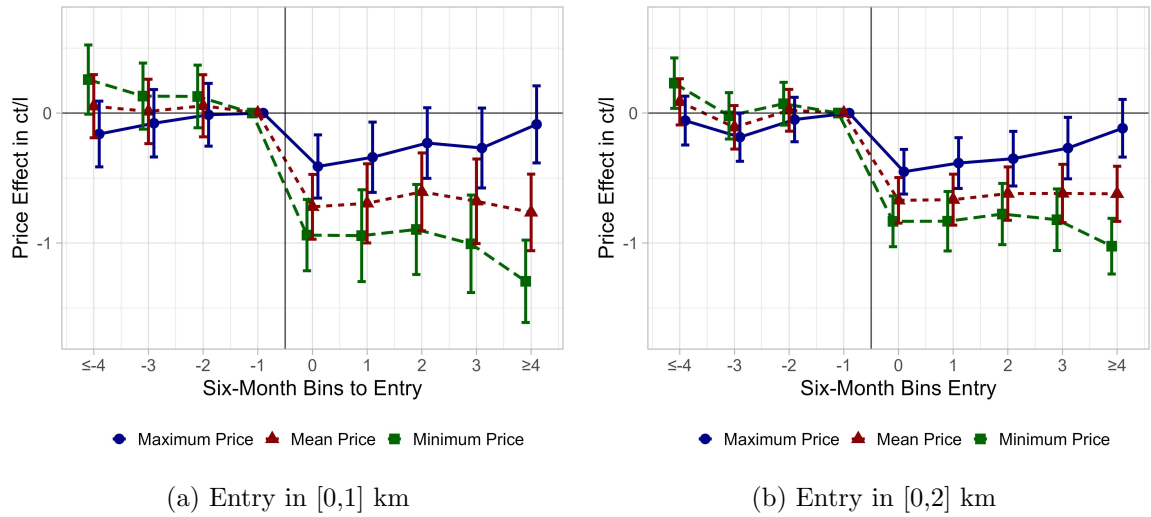 Price Effect in ct/l
0
-1
≤-4 -3 -2 -1 0 1 2 3 ≥4
Six-Month Bins to Entry
Maximum Price Mean Price Minimum Price
(a) Entry in [0,1] km
Price Effect in ct/l
0
-1
≤-4 -3 -2 -1 0 1 2 3 ≥4
Six-Month Bins Entry
Maximum Price Mean Price Minimum Price
(b) Entry in [0,2] km